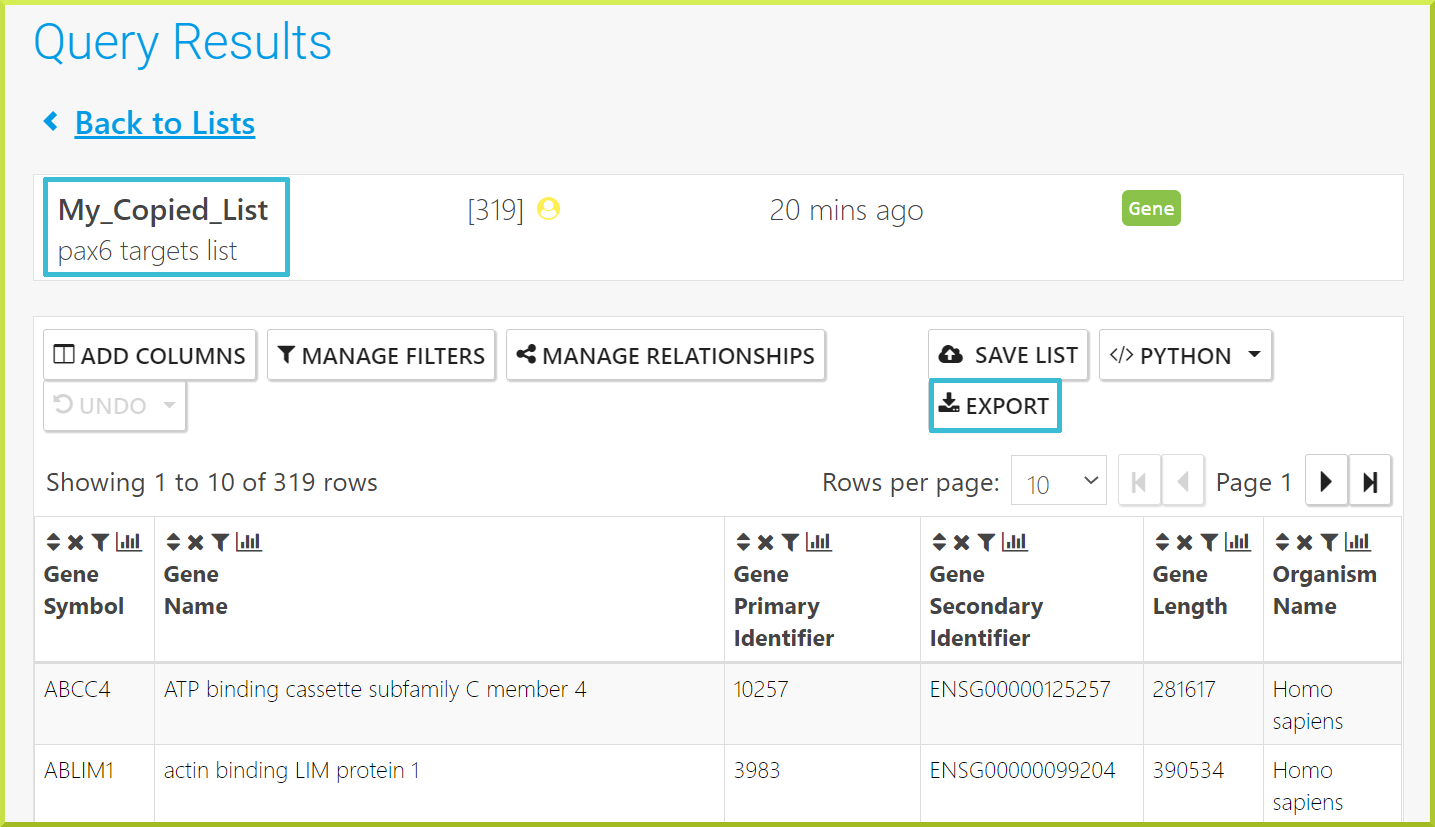 Query Results
Back to Lists
My_Copied_List [319] 20 mins ago Gene
pax6 targets list
ADD COLUMNS MANAGE FILTERS MANAGE RELATIONSHIPS SAVE LIST </> PYTHON
UNDO EXPORT
Showing 1 to 10 of 319 rows Rows per page: 10 Page 1
Gene Gene Gene Gene Gene Organism
Symbol Name Primary Secondary Length Name
Identifier Identifier
ABCC4 ATP binding cassette subfamily C member 4 10257 ENSG00000125257 281617 Homo
sapiens
ABLIM1 actin binding LIM protein 1 3983 ENSG00000099204 390534 Homo
sapiens